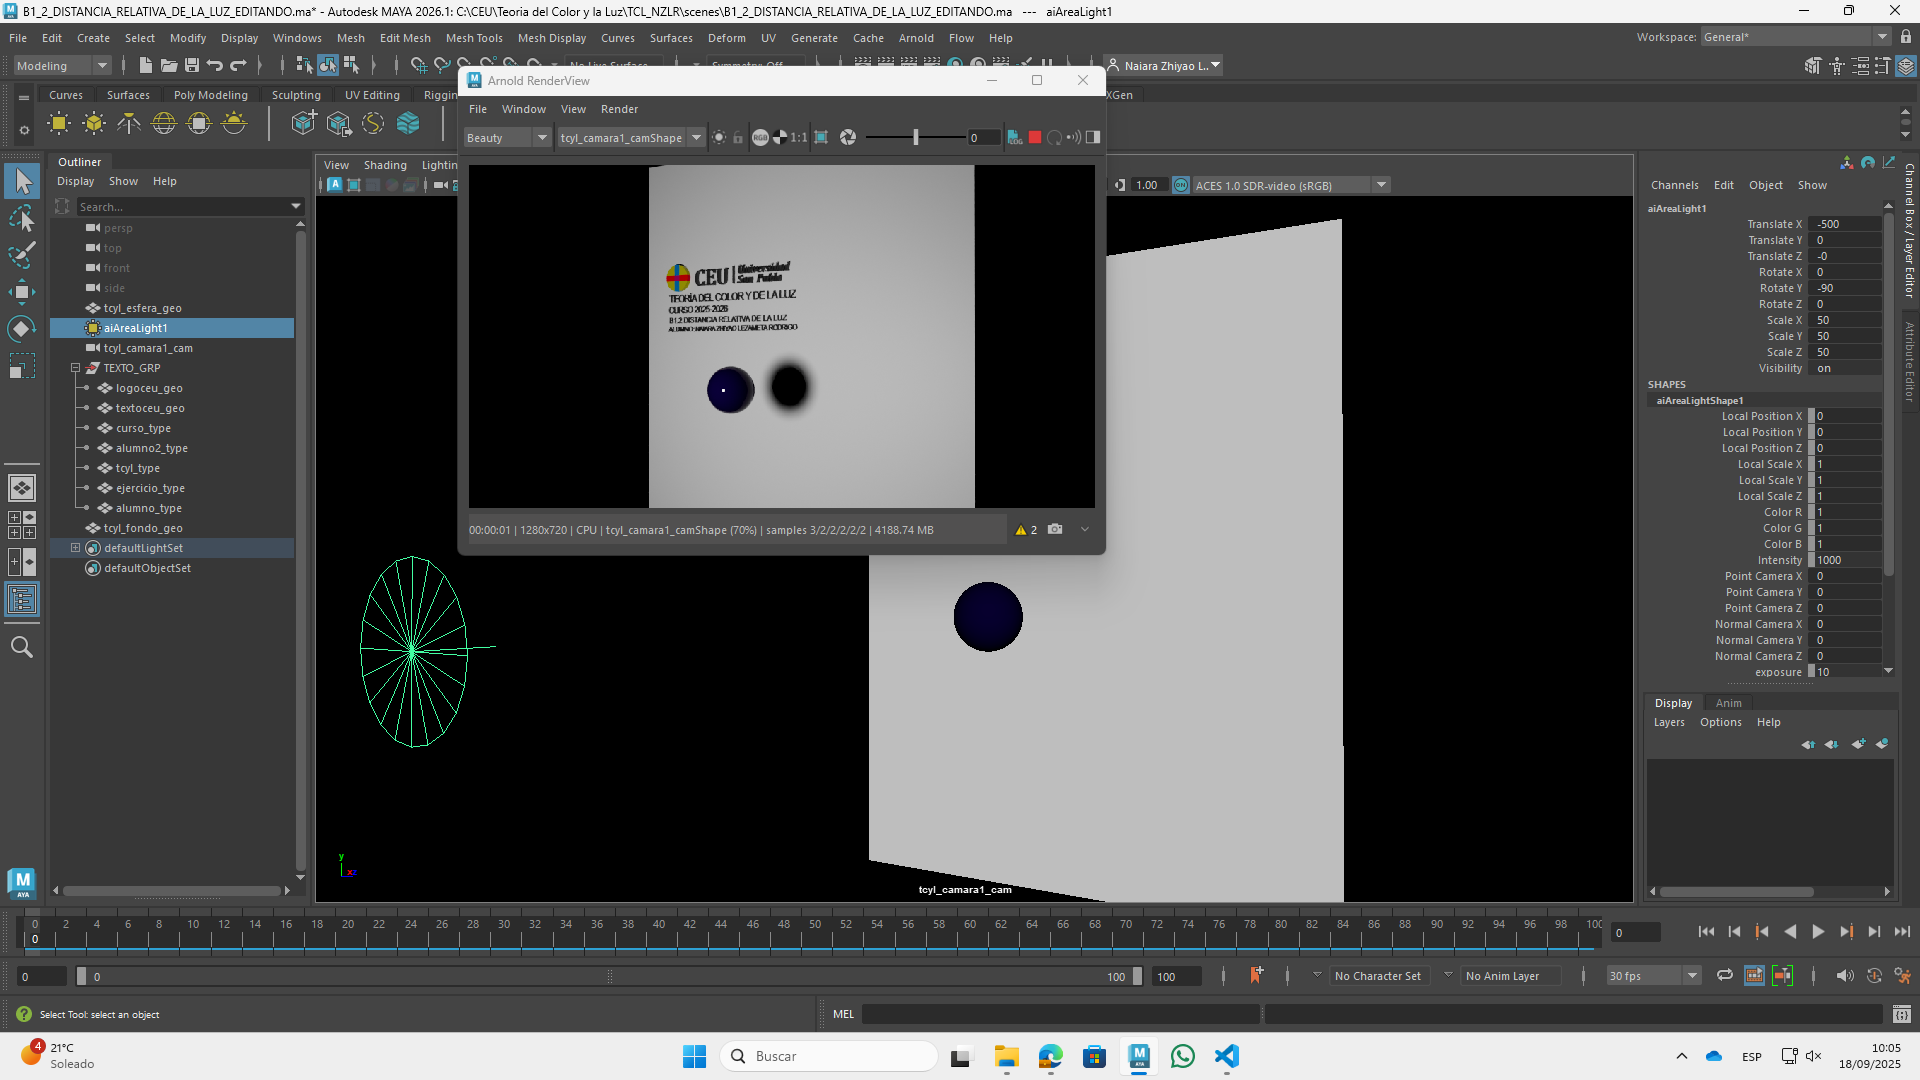 B1_2_DISTANCIA_RELATIVA_DE_LA_LUZ_EDITANDO.ma* - Autodesk MAYA 2026.1: C:\CEU\Teoria del Color y la Luz\TCL_NZLR\scenes\B1_2_DISTANCIA_RELATIVA_DE_LA_LUZ_EDITANDO.ma --- aiAreaLight1
File Edit Create Select Modify Display Windows Mesh Edit Mesh Mesh Tools Mesh Display Curves Surfaces Deform UV Generate Cache Arnold Flow Help
Workspace: General*
Modeling
Naiara Zhiyao L..
Curves Surfaces Poly Modeling Sculpting UV Editing Riggin
XGen
Arnold RenderView
File Window View Render
Beauty
tcyl_camara1_camShape
1:1
0
CEU Universidad San Pablo
TEORÍA DEL COLOR Y DE LA LUZ
CURSO 2025-2026
B1.2 DISTANCIA RELATIVA DE LA LUZ
ALUMNO: NAIARA ZHIYAO LEZAMETA RODRIGO
00:00:01 | 1280x720 | CPU | tcyl_camara1_camShape (70%) | samples 3/2/2/2/2/2 | 4188.74 MB
2
Outliner
Display Show Help
Search...
persp
top
front
side
tcyl_esfera_geo
aiAreaLight1
tcyl_camara1_cam
TEXTO_GRP
logoceu_geo
textoceu_geo
curso_type
alumno2_type
tcyl_type
ejercicio_type
alumno_type
tcyl_fondo_geo
defaultLightSet
defaultObjectSet
View Shading Lightin
1.00
ACES 1.0 SDR-video (sRGB)
y
tcyl_camara1_cam
Channels Edit Object Show
aiAreaLight1
Translate X -500
Translate Y 0
Translate Z -0
Rotate X 0
Rotate Y -90
Rotate Z 0
Scale X 50
Scale Y 50
Scale Z 50
Visibility on
SHAPES
aiAreaLightShape1
Local Position X 0
Local Position Y 0
Local Position Z 0
Local Scale X 1
Local Scale Y 1
Local Scale Z 1
Color R 1
Color G 1
Color B 1
Intensity 1000
Point Camera X 0
Point Camera Y 0
Point Camera Z 0
Normal Camera X 0
Normal Camera Y 0
Normal Camera Z 0
exposure 10
Channel Box / Layer Editor
Attribute Editor
Display Anim
Layers Options Help
0 2 4 6 8 10 12 14 16 18 20 22 24 26 28 30 32 34 36 38 40 42 44 46 48 50 52 54 56 58 60 62 64 66 68 70 72 74 76 78 80 82 84 86 88 90 92 94 96 98 100
0
0
0
0
100
100
No Character Set
No Anim Layer
30 fps
Select Tool: select an object
MEL
4
21°C
Soleado
Buscar
ESP
10:05
18/09/2025